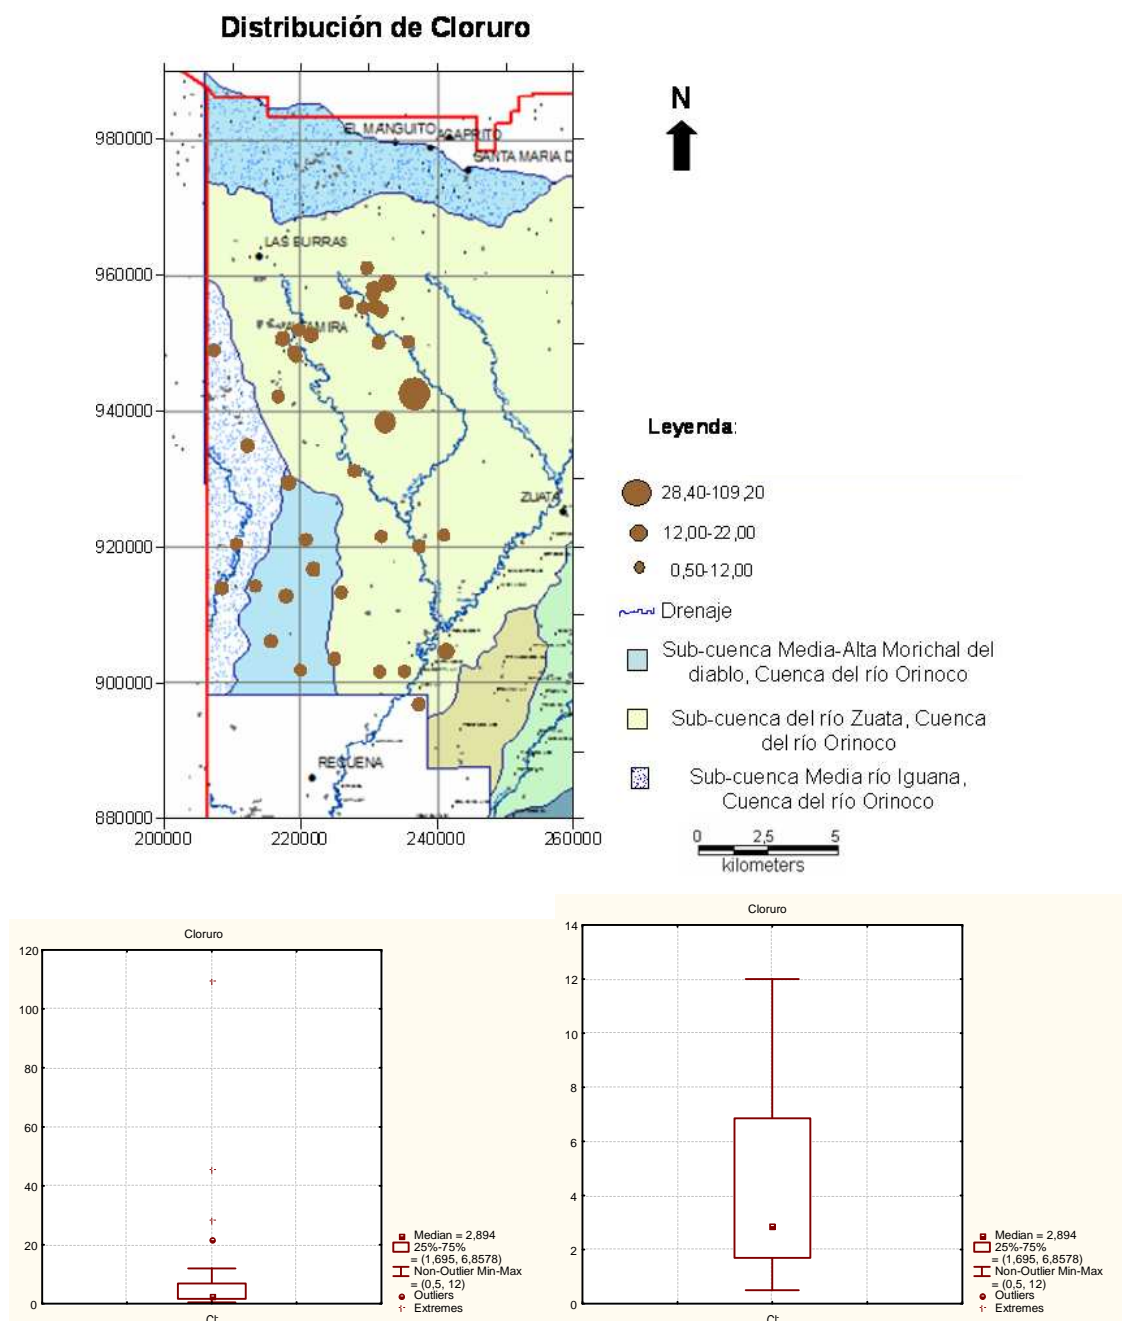 Distribución de Cloruro
N
EL MANGUITO
AGAPRITO
SANTA MARIA D
LAS BURRAS
ALTAMIRA
ZUATA
REQUENA
980000
960000
940000
920000
900000
880000
200000
220000
240000
260000
Leyenda:
28,40-109,20
12,00-22,00
0,50-12,00
Drenaje
Sub-cuenca Media-Alta Morichal del
diablo, Cuenca del río Orinoco
Sub-cuenca del río Zuata, Cuenca
del río Orinoco
Sub-cuenca Media río Iguana,
Cuenca del río Orinoco
0 2,5 5
kilometers
Cloruro
120
100
80
60
40
20
0
Median = 2,894
25%-75%
= (1,695, 6,8578)
Non-Outlier Min-Max
= (0,5, 12)
Outliers
Extremes
Cloruro
14
12
10
8
6
4
2
0
Median = 2,894
25%-75%
= (1,695, 6,8578)
Non-Outlier Min-Max
= (0,5, 12)
Outliers
Extremes